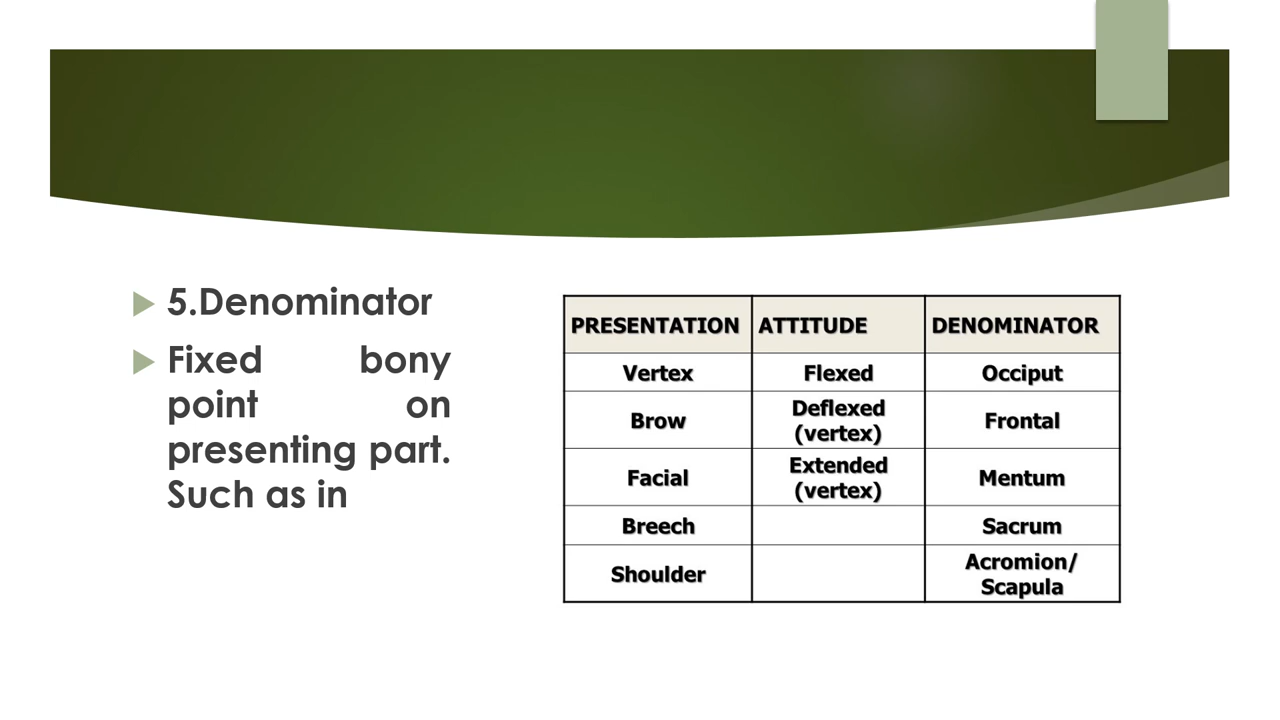 5.Denominator
Fixed bony
point on
presenting part.
Such as in
PRESENTATION ATTITUDE DENOMINATOR
Vertex Flexed Occiput
Brow Deflexed (vertex) Frontal
Facial Extended (vertex) Mentum
Breech Sacrum
Shoulder Acromion/ Scapula